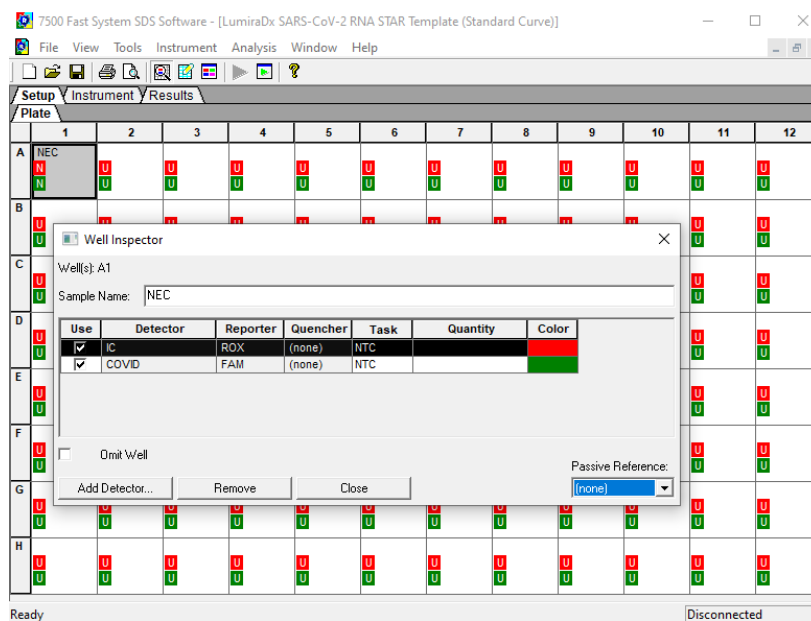 7500 Fast System SDS Software - [LumiraDx SARS-CoV-2 RNA STAR Template (Standard Curve)]
File View Tools Instrument Analysis Window Help
Setup Instrument Results
Plate
1 2 3 4 5 6 7 8 9 10 11 12
A NEC
N U U U U U U U U U U U
N U U U U U U U U U U U
B
U U
U Well Inspector U U
C Well(s): A1
U Sample Name: NEC U U
U U U
D Use Detector Reporter Quencher Task Quantity Color
U IC ROX (none) NTC U U
U COVID FAM (none) NTC U U
E
U U U
U U U
F
U Omit Well U U
U Passive Reference: U U
G Add Detector... Remove Close (none)
U U U U U U U U U U U U
U U U U U U U U U U U U
H
U U U U U U U U U U U U
U U U U U U U U U U U U
Ready Disconnected